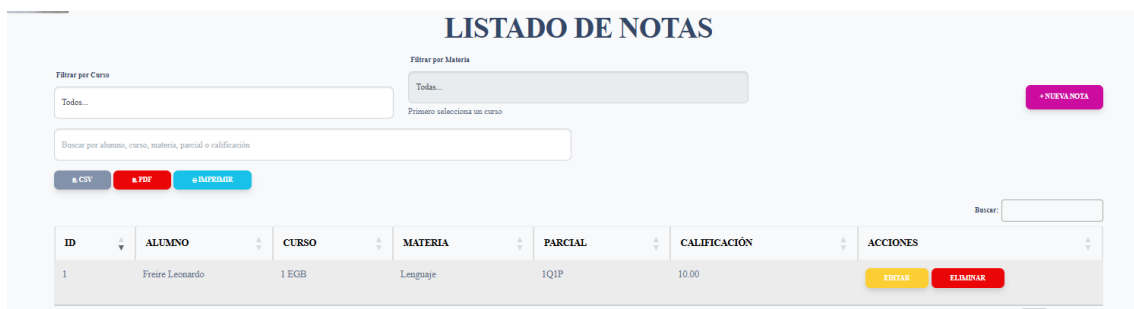 LISTADO DE NOTAS
Filtrar por Materia
Filtrar por Curso
Todas...
Todos...
+ NUEVA NOTA
Primero selecciona un curso
Buscar por alumno, curso, materia, parcial o calificación
CSV PDF IMPRIMIR
Buscar:
ID ALUMNO CURSO MATERIA PARCIAL CALIFICACIÓN ACCIONES
1 Freire Leonardo 1 EGB Lenguaje 1Q1P 10.00 EDITAR ELIMINAR